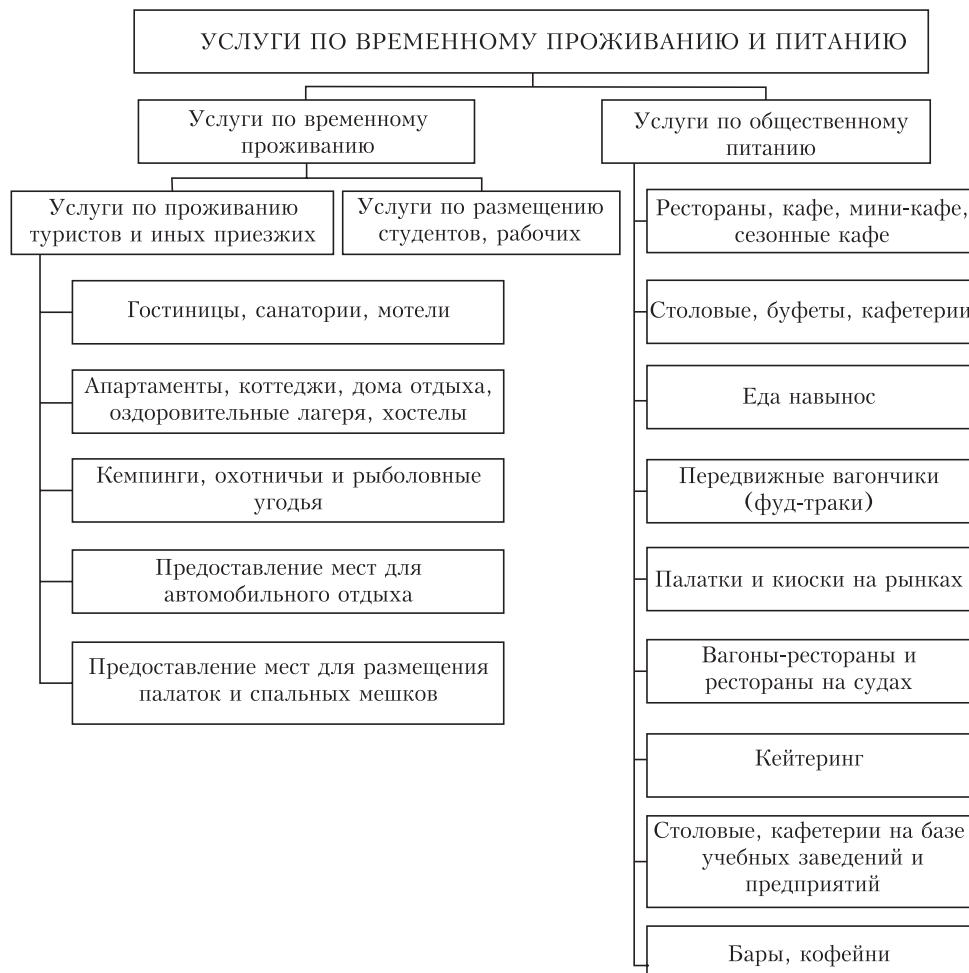 УСЛУГИ ПО ВРЕМЕННОМУ ПРОЖИВАНИЮ И ПИТАНИЮ
Услуги по временному
проживанию
Услуги по проживанию
туристов и иных приезжих
Услуги по размещению
студентов, рабочих
Гостиницы, санатории, мотели
Апартаменты, коттеджи, дома отдыха,
оздоровительные лагеря, хостелы
Кемпинги, охотничьи и рыболовные
угодья
Предоставление мест для
автомобильного отдыха
Предоставление мест для размещения
палаток и спальных мешков
Услуги по общественному
питанию
Рестораны, кафе, мини-кафе,
сезонные кафе
Столовые, буфеты, кафетерии
Еда навынос
Передвижные вагончики
(фуд-траки)
Палатки и киоски на рынках
Вагоны-рестораны и
рестораны на судах
Кейтеринг
Столовые, кафетерии на базе
учебных заведений и
предприятий
Бары, кофейни